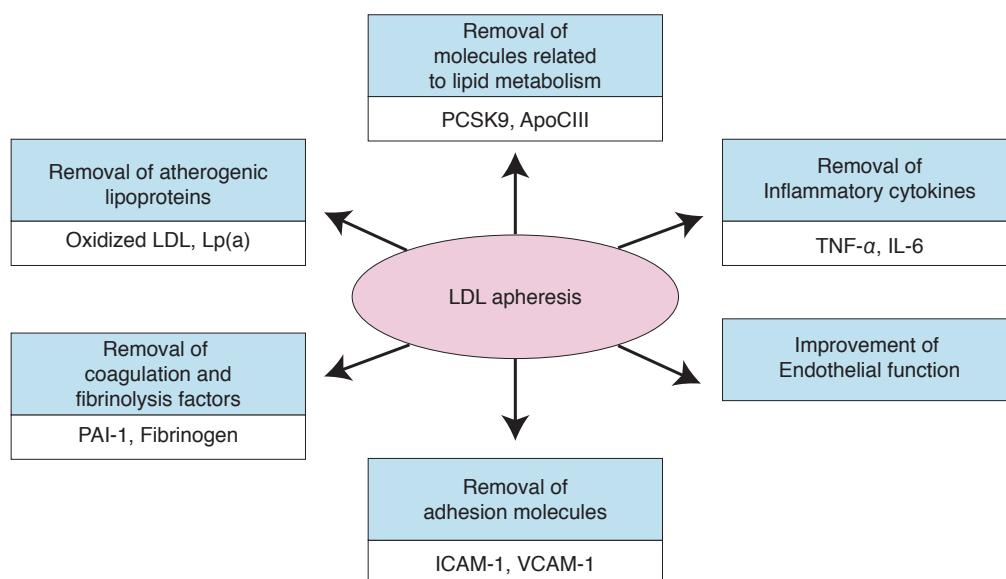 Removal of
molecules related
to lipid metabolism
PCSK9, ApoCIII
Removal of atherogenic
lipoproteins
Oxidized LDL, Lp(a)
Removal of
Inflammatory cytokines
TNF-α, IL-6
LDL apheresis
Removal of
coagulation and
fibrinolysis factors
PAI-1, Fibrinogen
Improvement of
Endothelial function
Removal of
adhesion molecules
ICAM-1, VCAM-1